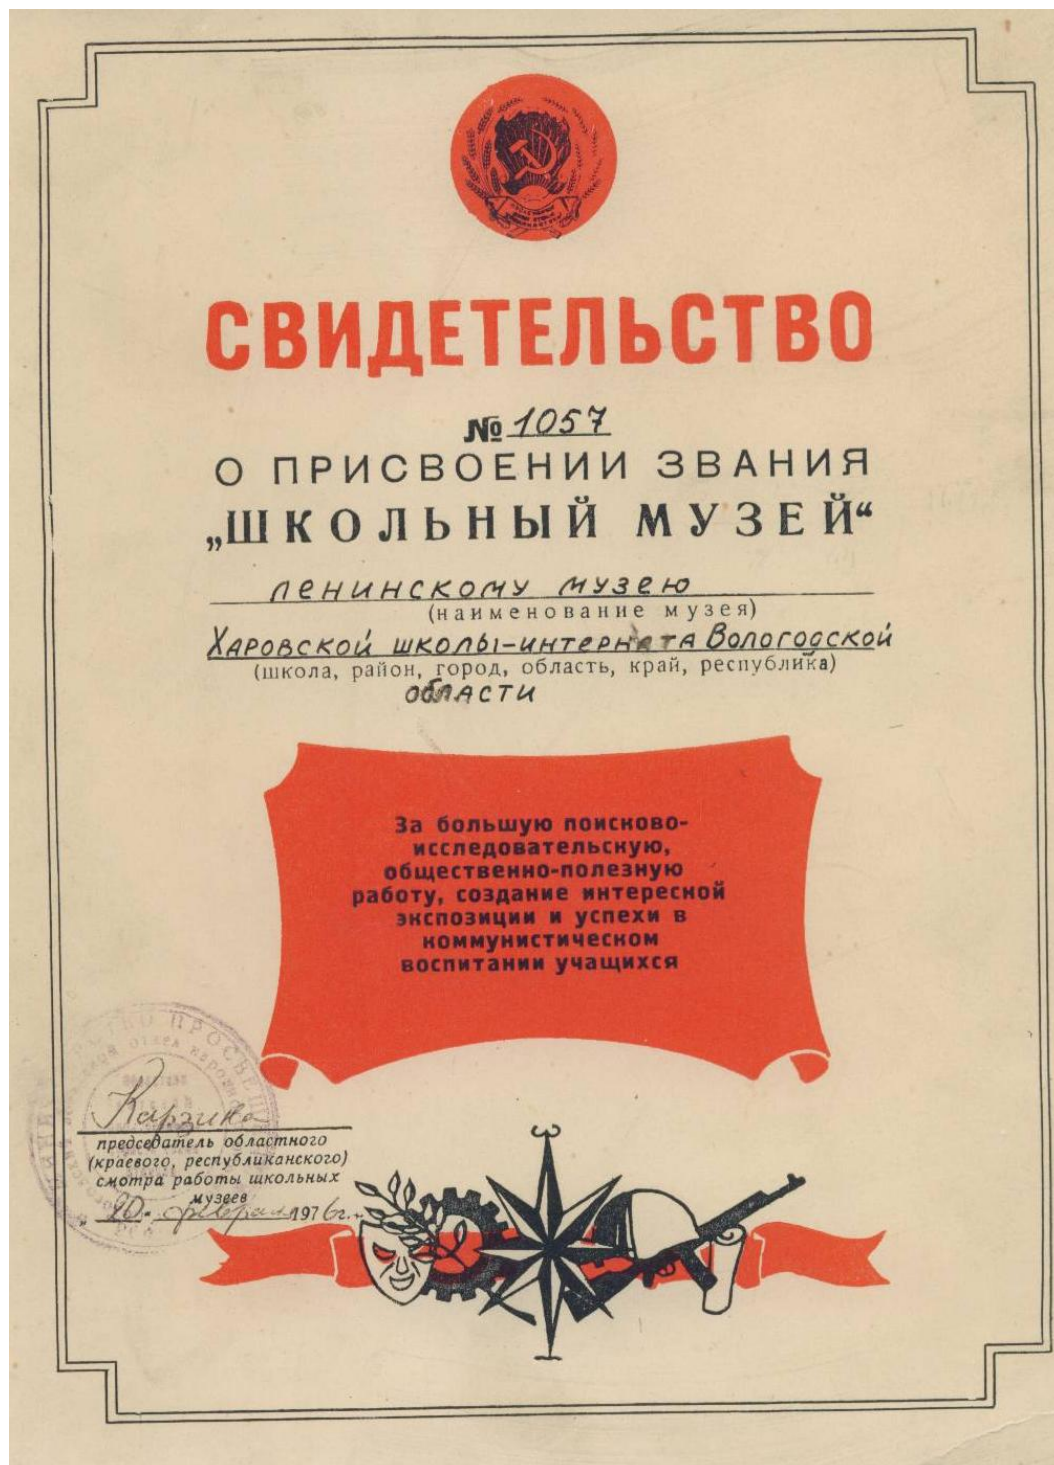 СВИДЕТЕЛЬСТВО
№ 1057
О ПРИСВОЕНИИ ЗВАНИЯ
„ШКОЛЬНЫЙ МУЗЕЙ“
ленинскому музею
(наименование музея)
Харовской школы-интерната Вологодской
(школа, район, город, область, край, республика)
области
За большую поисково-
исследовательскую,
общественно-полезную
работу, создание интересной
экспозиции и успехи в
коммунистическом
воспитании учащихся
председатель областного
(краевого, республиканского)
смотра работы школьных
музеев
„20" февраля 1976г.